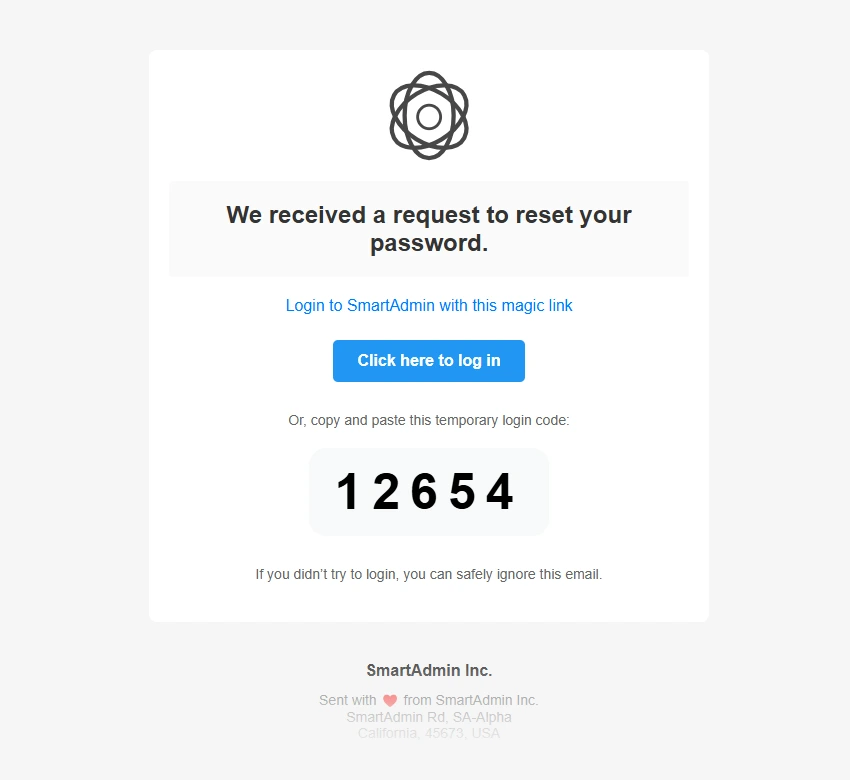 We received a request to reset your
password.
Login to SmartAdmin with this magic link
Click here to log in
Or, copy and paste this temporary login code:
12654
If you didn't try to login, you can safely ignore this email.
SmartAdmin Inc.
Sent with ❤ from SmartAdmin Inc.
SmartAdmin Rd, SA-Alpha
California, 45673, USA